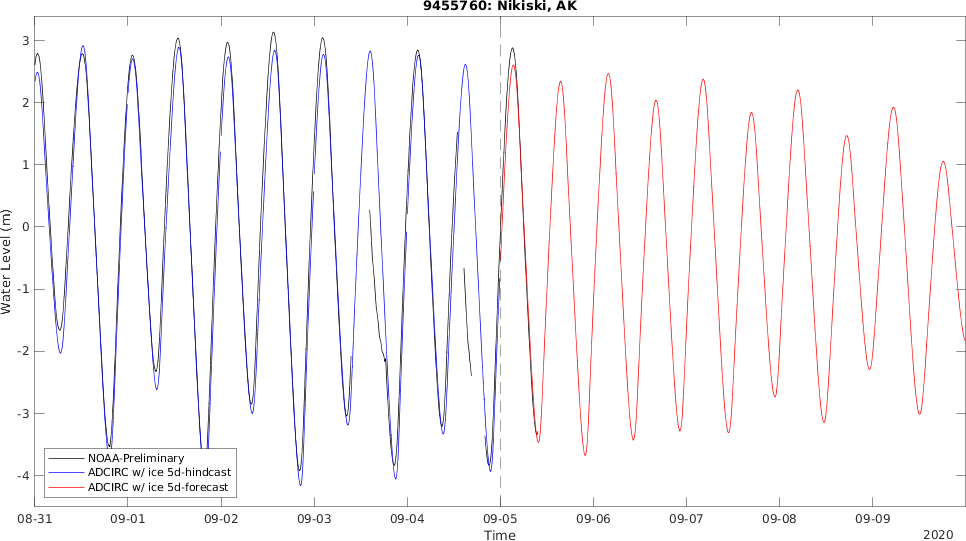 9455760: Nikiski, AK
3
2
1
0
-1
-2
-3
-4
Water Level (m)
NOAA-Preliminary
ADCIRC w/ ice 5d-hindcast
ADCIRC w/ ice 5d-forecast
08-31 09-01 09-02 09-03 09-04 09-05 09-06 09-07 09-08 09-09
Time
2020